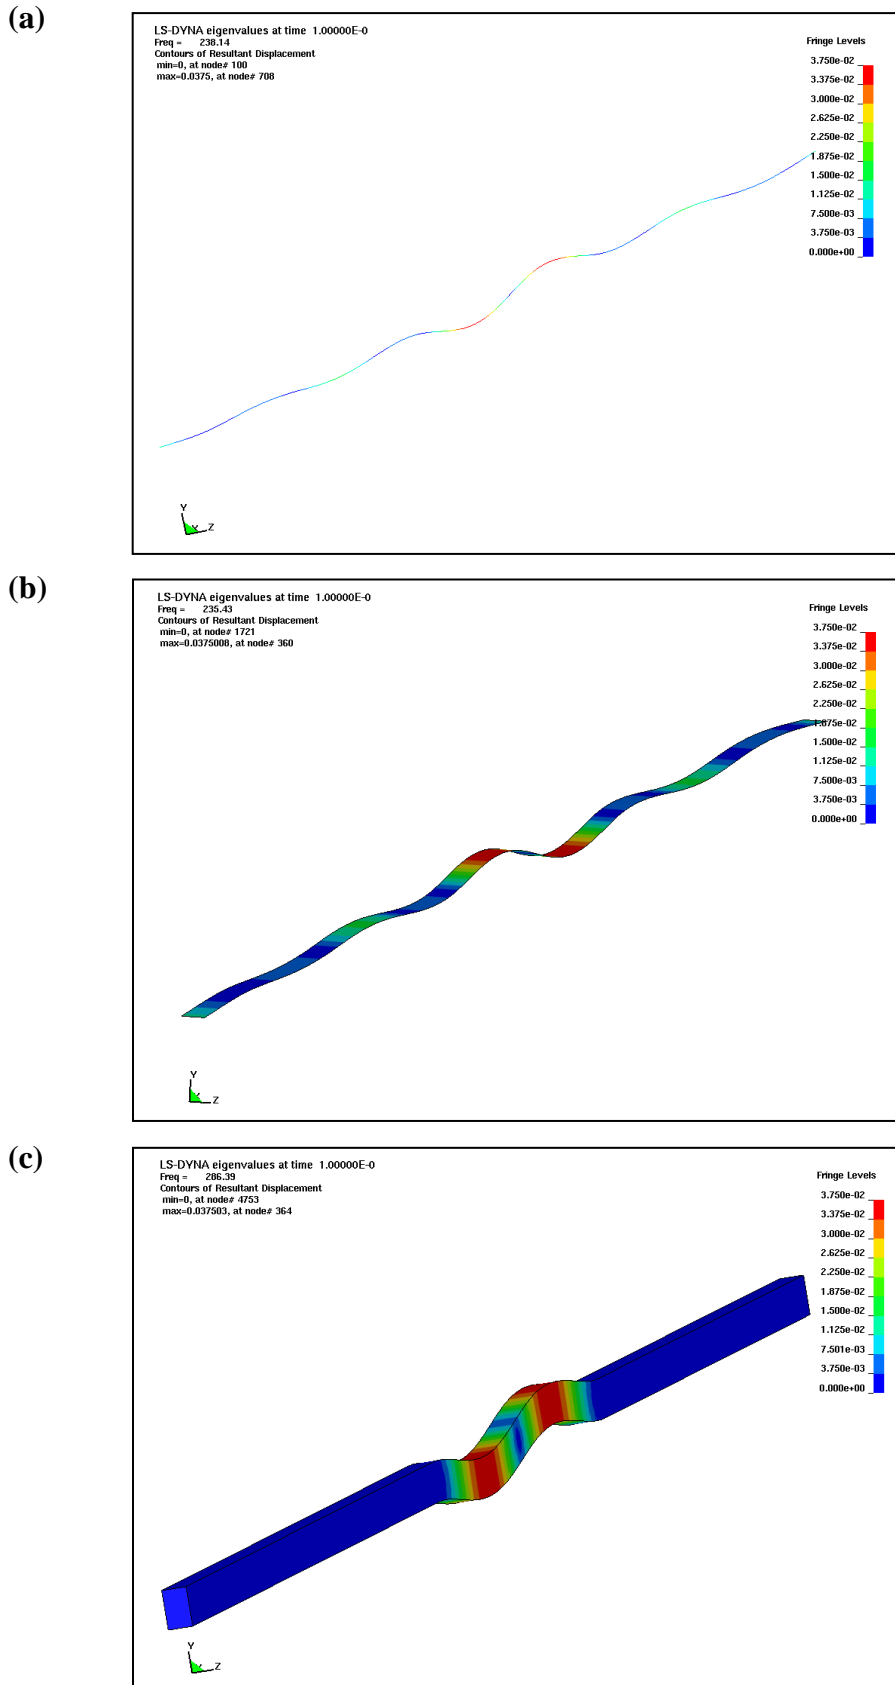 (a)
LS-DYNA eigenvalues at time 1.00000E-0
Freq = 238.14
Contours of Resultant Displacement
min=0, at node# 100
max=0.0375, at node# 708
Fringe Levels
3.750e-02
3.375e-02
3.000e-02
2.625e-02
2.250e-02
1.875e-02
1.500e-02
1.125e-02
7.500e-03
3.750e-03
0.000e+00
Y
X
Z
(b)
LS-DYNA eigenvalues at time 1.00000E-0
Freq = 235.43
Contours of Resultant Displacement
min=0, at node# 1721
max=0.0375008, at node# 360
Fringe Levels
3.750e-02
3.375e-02
3.000e-02
2.625e-02
2.250e-02
1.875e-02
1.500e-02
1.125e-02
7.500e-03
3.750e-03
0.000e+00
Y
X
Z
(c)
LS-DYNA eigenvalues at time 1.00000E-0
Freq = 286.39
Contours of Resultant Displacement
min=0, at node# 4753
max=0.037503, at node# 364
Fringe Levels
3.750e-02
3.375e-02
3.000e-02
2.625e-02
2.250e-02
1.875e-02
1.500e-02
1.125e-02
7.501e-03
3.750e-03
0.000e+00
Y
X
Z